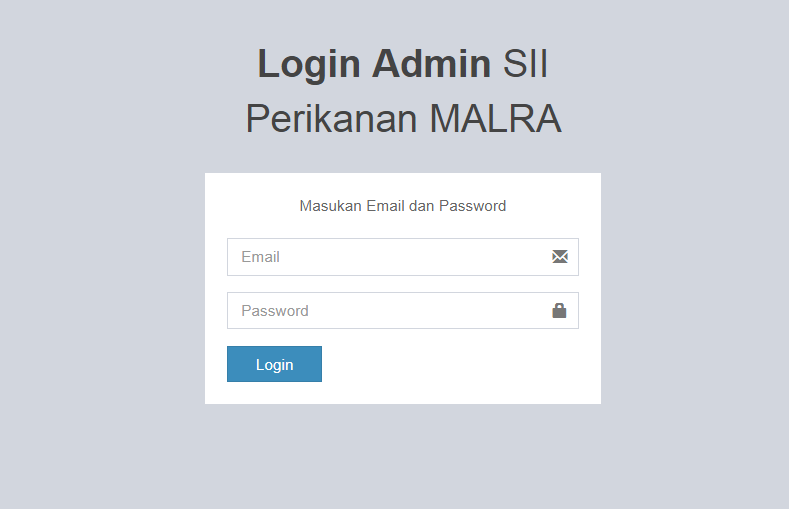 Login Admin SII
Perikanan MALRA
Masukan Email dan Password
Email
Password
Login